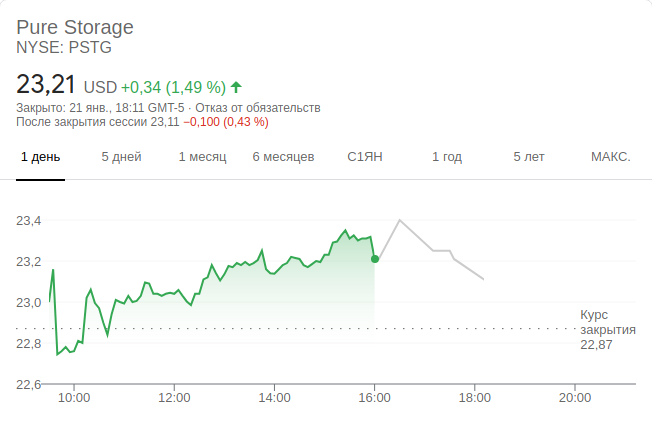 Pure Storage
NYSE: PSTG
23,21 USD +0,34 (1,49 %)
Закрыто: 21 янв., 18:11 GMT-5 · Отказ от обязательств
После закрытия сессии 23,11 −0,100 (0,43 %)
1 день 5 дней 1 месяц 6 месяцев С1ЯН 1 год 5 лет МАКС.
23,4
23,2
23,0
22,8
22,6
Курс
закрытия
22,87
10:00 12:00 14:00 16:00 18:00 20:00